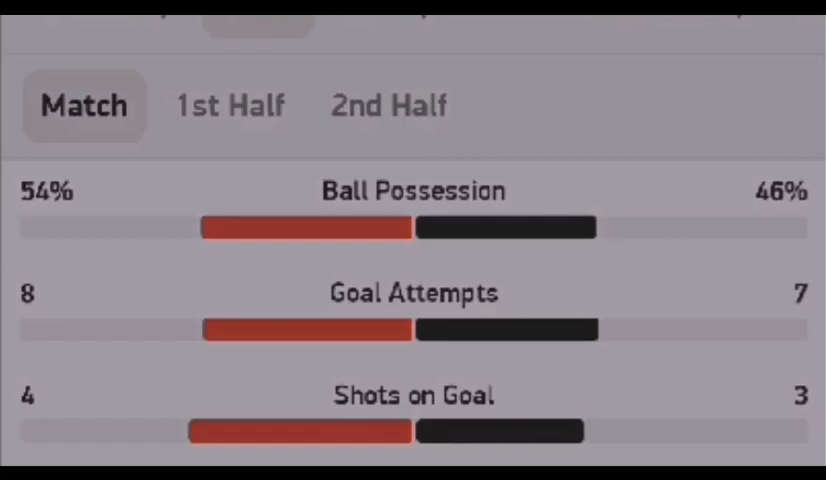 Match 1st Half 2nd Half
54% Ball Possession 46%
8 Goal Attempts 7
4 Shots on Goal 3